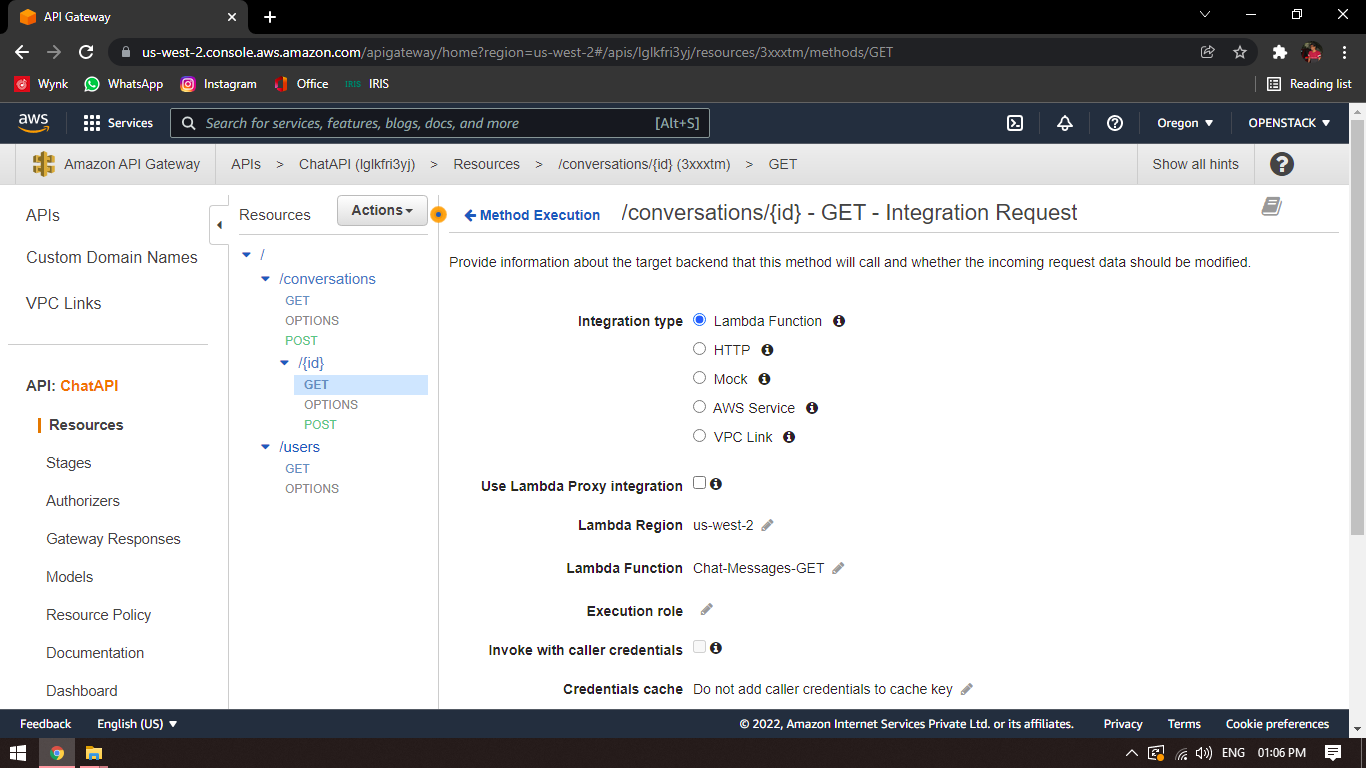 API Gateway
us-west-2.console.aws.amazon.com/apigateway/home?region=us-west-2#/apis/lglkfri3yj/resources/3xxxtm/methods/GET
Wynk WhatsApp Instagram Office IRIS IRIS Reading list
aws Services Search for services, features, blogs, docs, and more [Alt+S] Oregon OPENSTACK
Amazon API Gateway APIs > ChatAPI (lglkfri3yj) > Resources > /conversations/{id} (3xxxtm) > GET Show all hints
APIs
Custom Domain Names
VPC Links
API: ChatAPI
Resources
Stages
Authorizers
Gateway Responses
Models
Resource Policy
Documentation
Dashboard
Resources Actions
/
/conversations
GET
OPTIONS
POST
/{id}
GET
OPTIONS
POST
/users
GET
OPTIONS
Method Execution /conversations/{id} - GET - Integration Request
Provide information about the target backend that this method will call and whether the incoming request data should be modified.
Integration type Lambda Function
HTTP
Mock
AWS Service
VPC Link
Use Lambda Proxy integration
Lambda Region us-west-2
Lambda Function Chat-Messages-GET
Execution role
Invoke with caller credentials
Credentials cache Do not add caller credentials to cache key
Feedback English (US) © 2022, Amazon Internet Services Private Ltd. or its affiliates. Privacy Terms Cookie preferences
ENG 01:06 PM